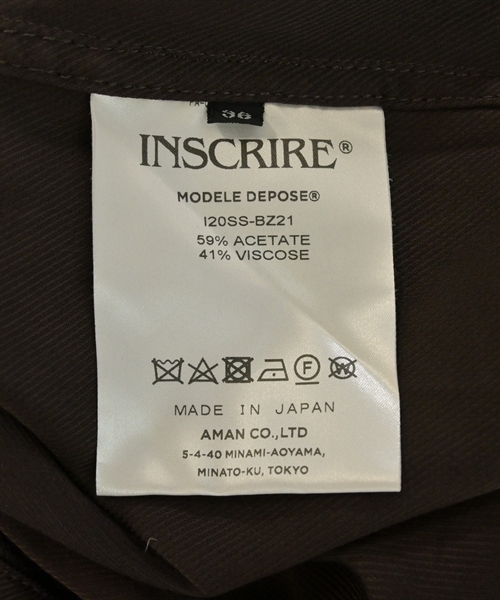 36
INSCRIRE®
MODELE DEPOSE®
I20SS-BZ21
59% ACETATE
41% VISCOSE
F W
MADE IN JAPAN
AMAN CO.,LTD
5-4-40 MINAMI-AOYAMA,
MINATO-KU, TOKYO